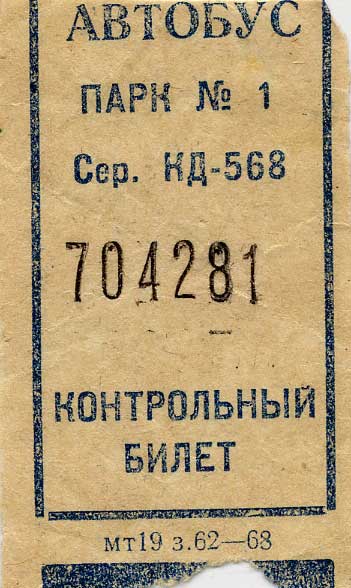 АВТОБУС
ПАРК № 1
Сер. КД-568
704281
КОНТРОЛЬНЫЙ
БИЛЕТ
мт19 з.62—68